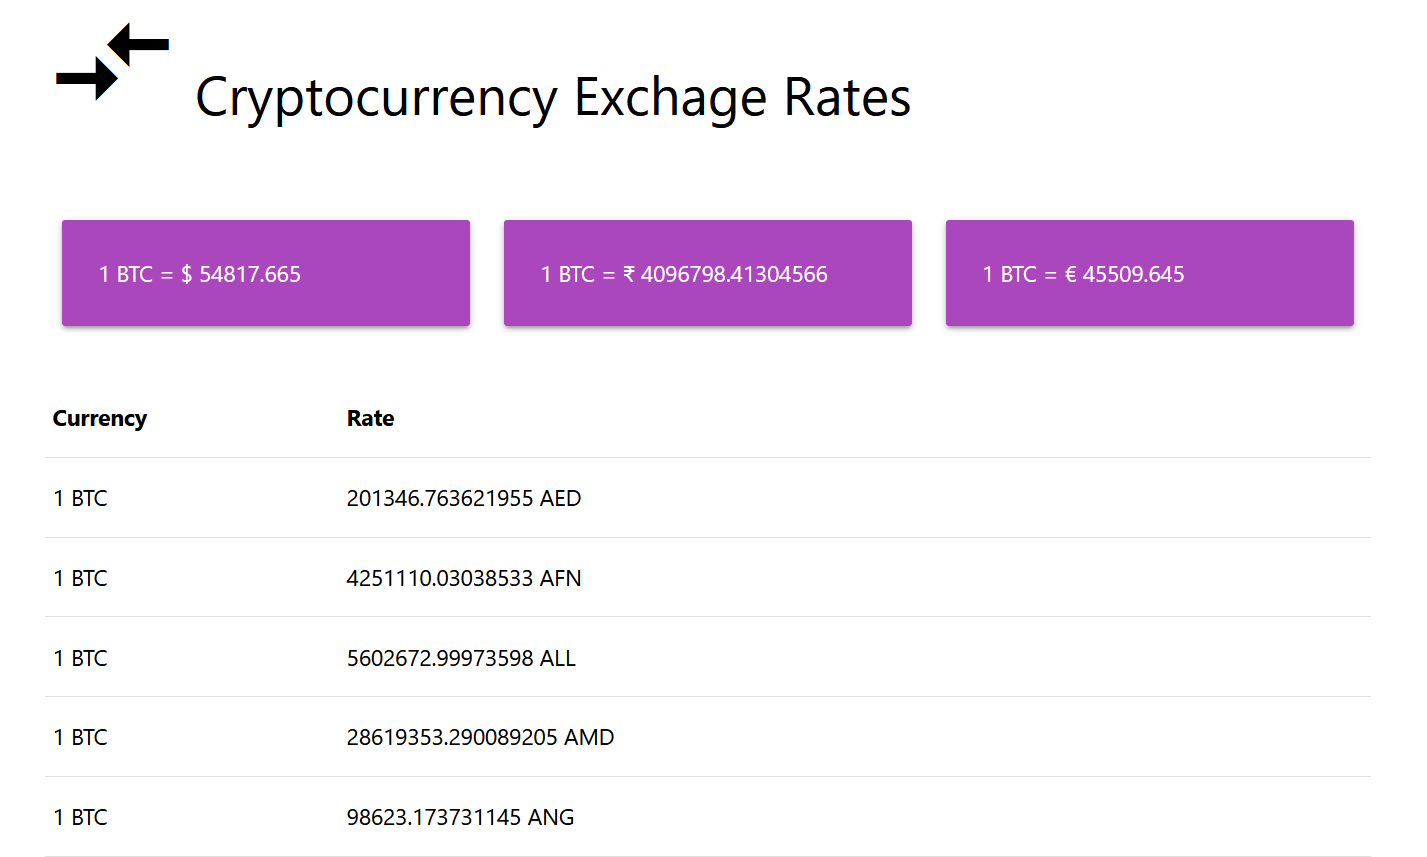 Cryptocurrency Exchage Rates
1 BTC = $ 54817.665
1 BTC = ₹ 4096798.41304566
1 BTC = € 45509.645
Currency Rate
1 BTC 201346.763621955 AED
1 BTC 4251110.03038533 AFN
1 BTC 5602672.99973598 ALL
1 BTC 28619353.290089205 AMD
1 BTC 98623.173731145 ANG